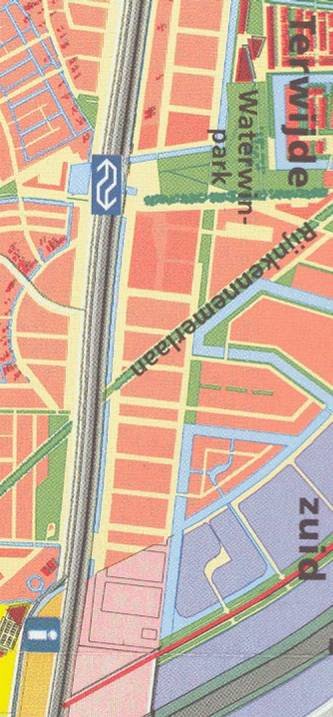 Terwijde
Waterwin-
park
Rijnkennemerlaan
zuid
i